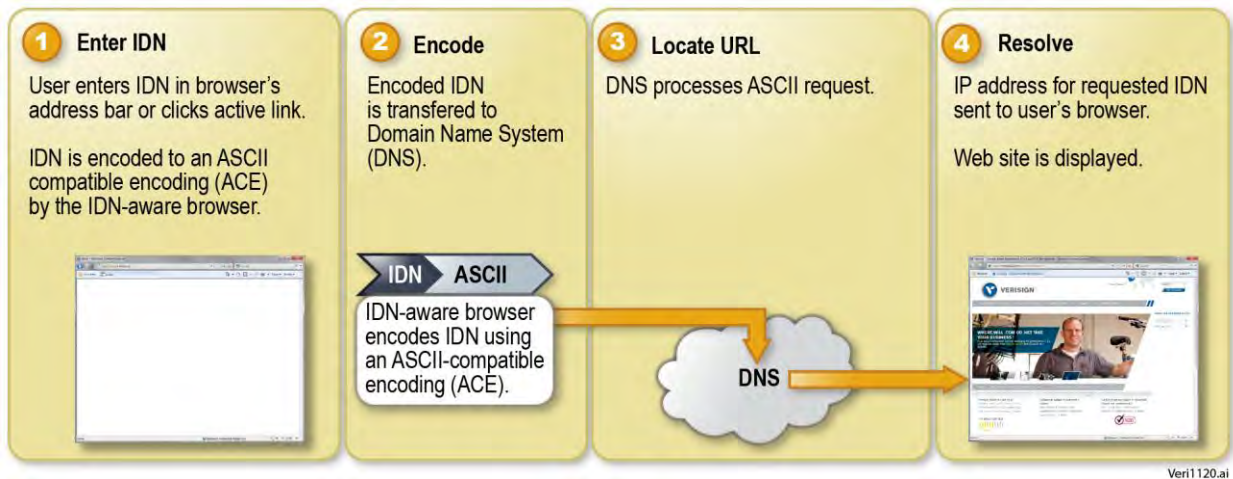 1 Enter IDN
User enters IDN in browser's
address bar or clicks active link.
IDN is encoded to an ASCII
compatible encoding (ACE)
by the IDN-aware browser.
2 Encode
Encoded IDN
is transfered to
Domain Name System
(DNS).
IDN ASCII
IDN-aware browser
encodes IDN using
an ASCII-compatible
encoding (ACE).
3 Locate URL
DNS processes ASCII request.
DNS
4 Resolve
IP address for requested IDN
sent to user's browser.
Web site is displayed.
VERISIGN
Veri1120.ai